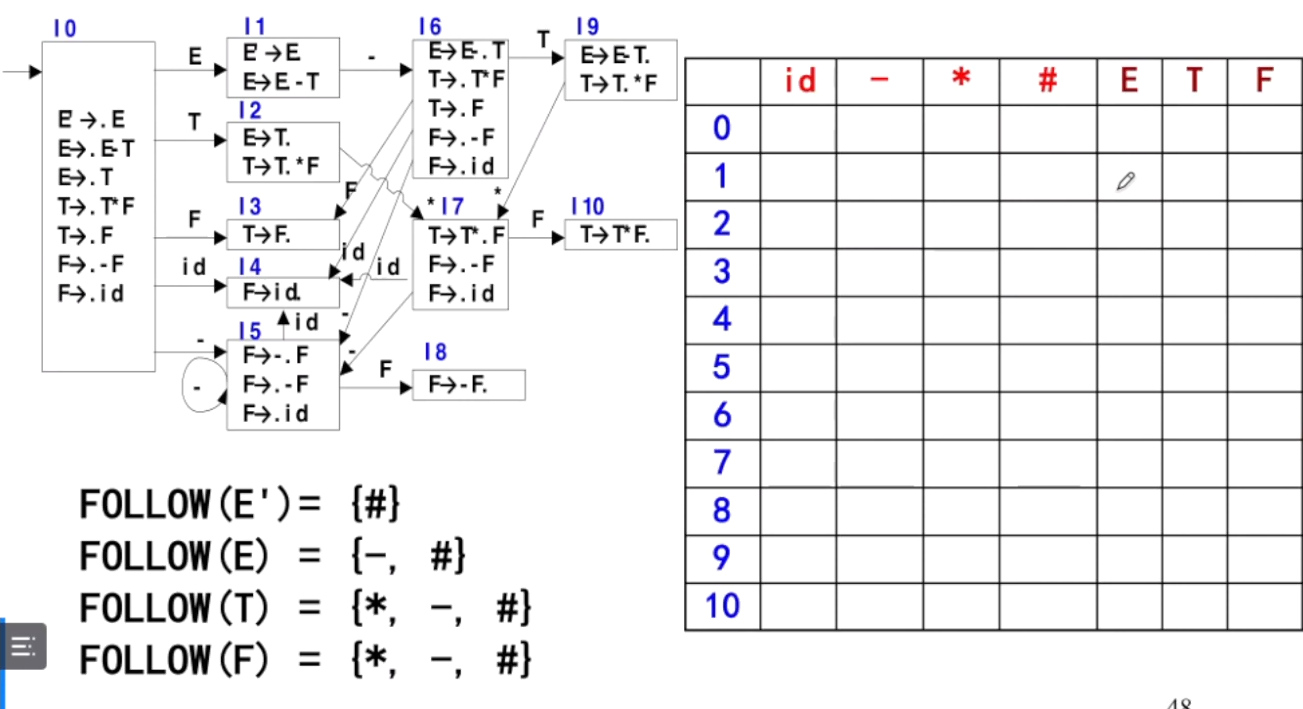 I0
E' →. E
E→. E-T
E→. T
T→. T*F
T→. F
F→. -F
F→. id
E
T
F
id
-
-
I1
E' →E
E→E -T
I2
E→T.
T→T. *F
I3
T→F.
I4
F→id.
id
I5
F→-. F
F→. -F
F→. id
-
F
id
id
-
-
F
*
I6
E→E-. T
T→. T*F
T→. F
F→. -F
F→. id
I7
T→T*. F
F→. -F
F→. id
I8
F→-F.
T
*
F
I9
E→E-T.
T→T. *F
I10
T→T*F.
FOLLOW(E')= {#}
FOLLOW(E) = {-, #}
FOLLOW(T) = {*, -, #}
FOLLOW(F) = {*, -, #}
id - * # E T F
0
1
2
3
4
5
6
7
8
9
10
48